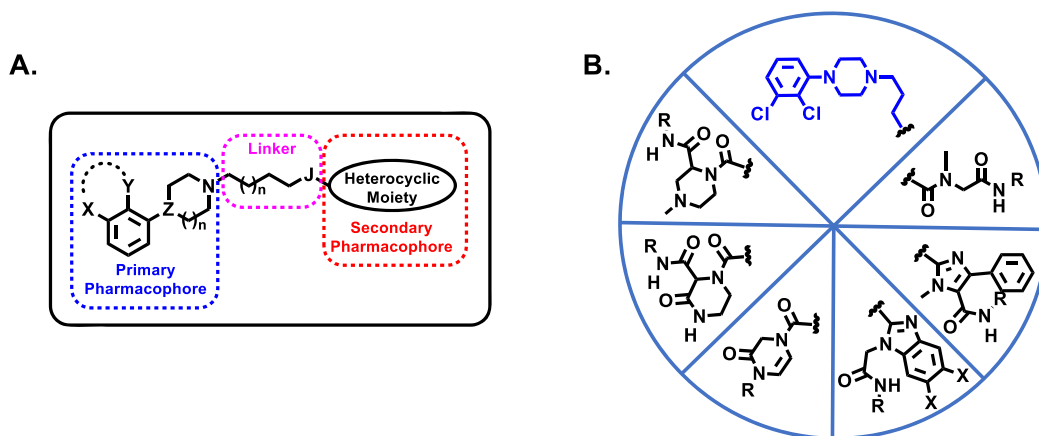 A.
B.
Linker
Y
X
Z
N
( )n
( )n
J
Heterocyclic
Moiety
Primary
Pharmacophore
Secondary
Pharmacophore
N
N
Cl
Cl
R
N
H
O
O
N
N
N
O
O
N
H
R
R
N
H
O
O
N
O
N
H
N
N
R
O
N
H
O
N
O
N
R
N
N
O
N
H
R
X
X